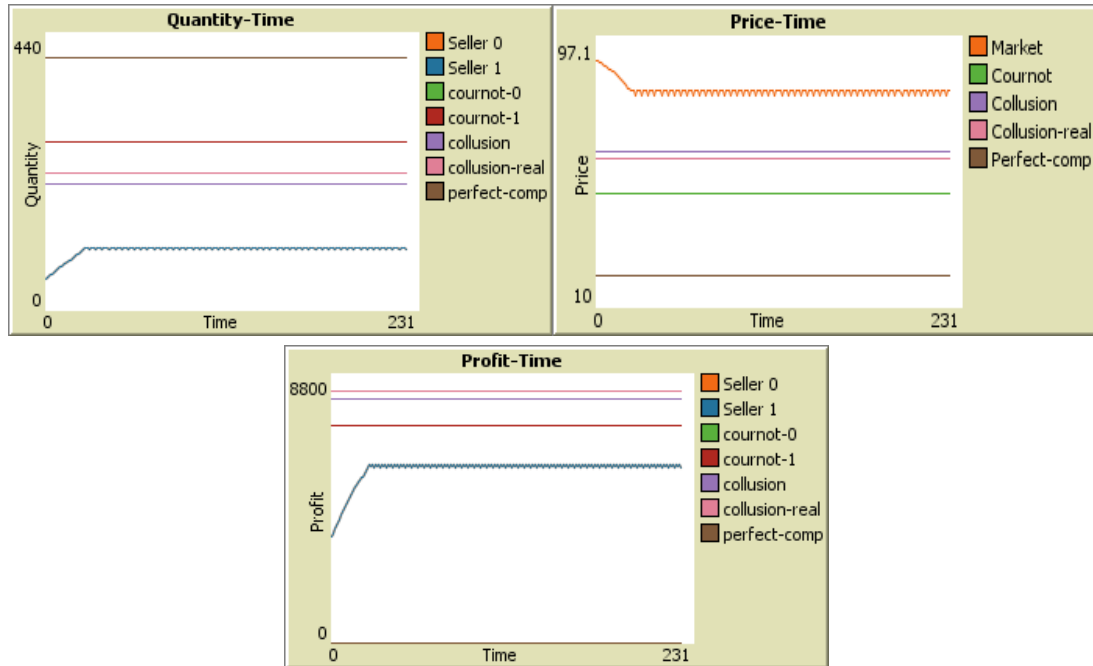 Quantity-Time
440
Quantity
0
0
Time
231
Seller 0
Seller 1
cournot-0
cournot-1
collusion
collusion-real
perfect-comp
Price-Time
97.1
Price
10
0
Time
231
Market
Cournot
Collusion
Collusion-real
Perfect-comp
Profit-Time
8800
Profit
0
0
Time
231
Seller 0
Seller 1
cournot-0
cournot-1
collusion
collusion-real
perfect-comp